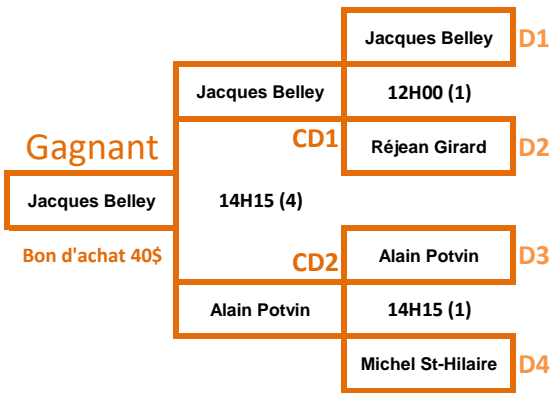 Jacques Belley D1
Jacques Belley 12H00 (1)
Gagnant CD1 Réjean Girard D2
Jacques Belley 14H15 (4)
Bon d'achat 40$ CD2 Alain Potvin D3
Alain Potvin 14H15 (1)
Michel St-Hilaire D4